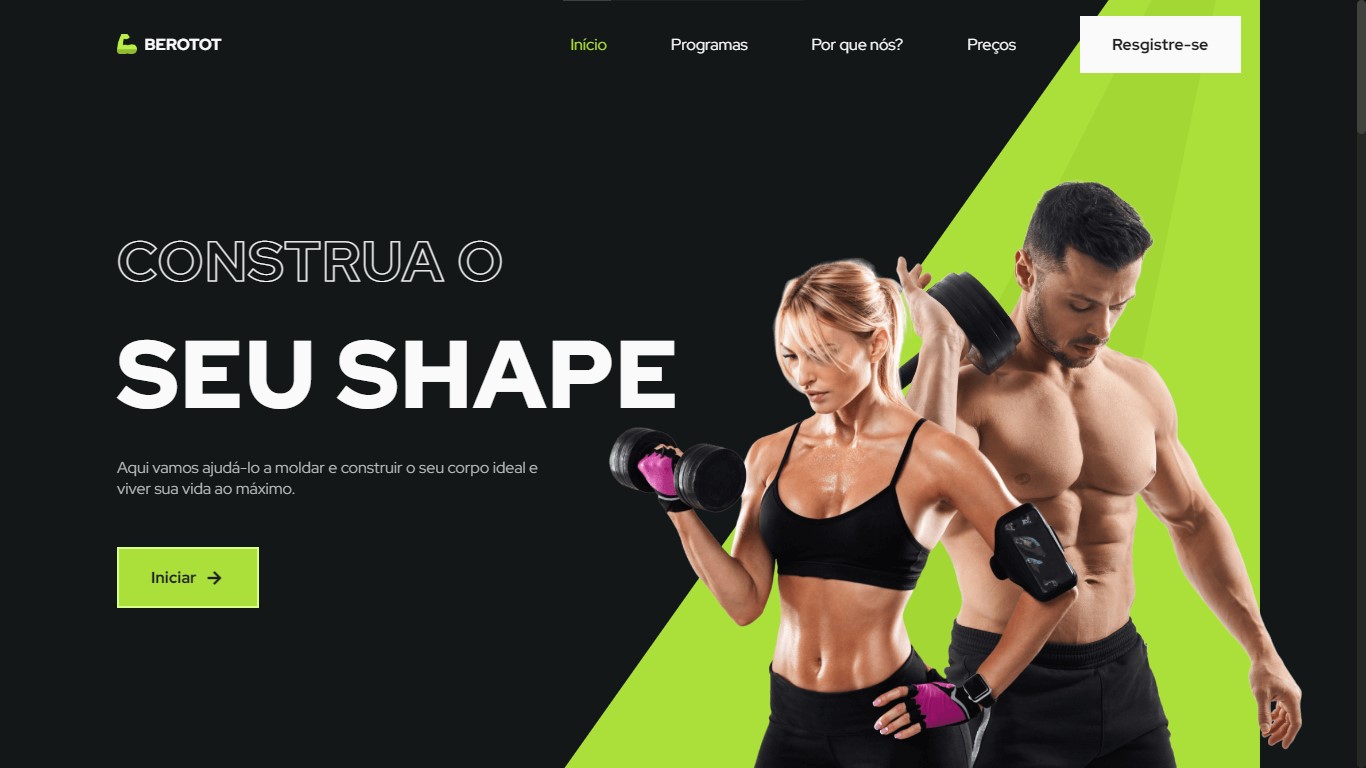 BEROTOT
Início
Programas
Por que nós?
Preços
Resgistre-se
CONSTRUA O
SEU SHAPE
Aqui vamos ajudá-lo a moldar e construir o seu corpo ideal e
viver sua vida ao máximo.
Iniciar